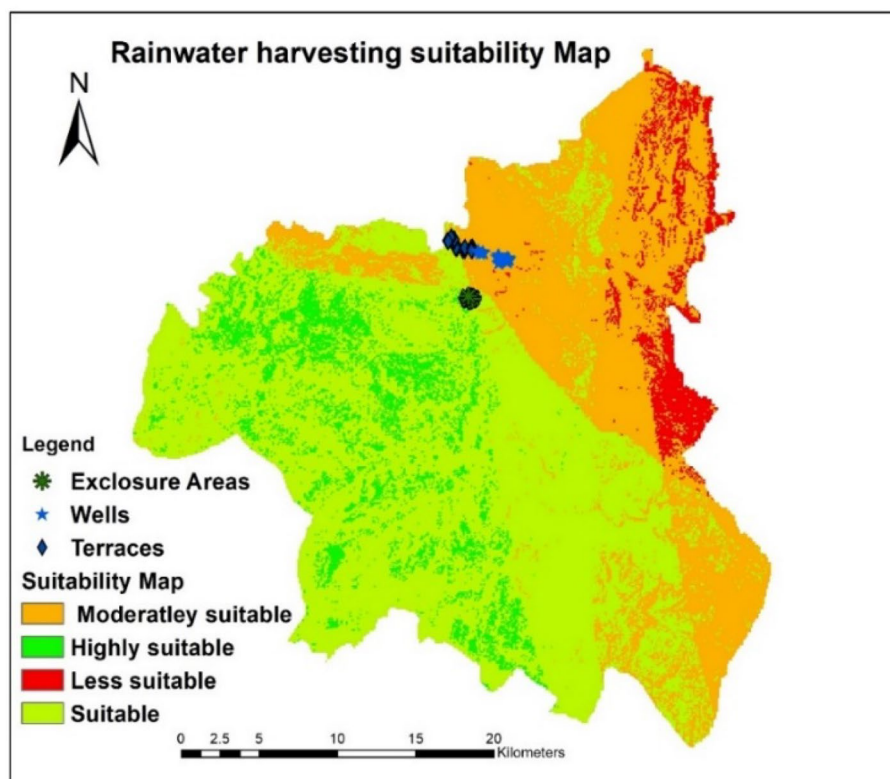 Rainwater harvesting suitability Map
N
Legend
Exclosure Areas
Wells
Terraces
Suitability Map
Moderatley suitable
Highly suitable
Less suitable
Suitable
0 2.5 5 10 15 20
Kilometers